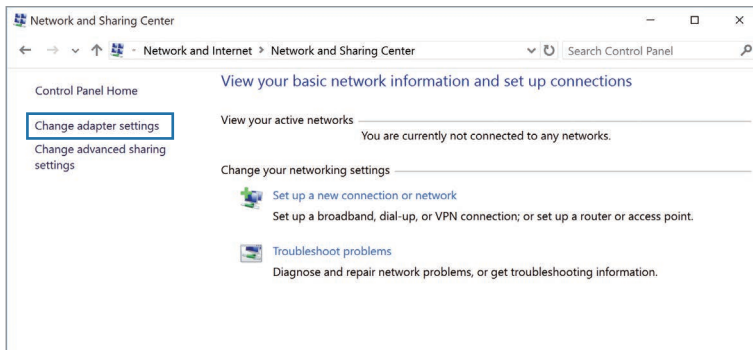 Network and Sharing Center
Network and Internet > Network and Sharing Center
Search Control Panel
Control Panel Home
Change adapter settings
Change advanced sharing
settings
View your basic network information and set up connections
View your active networks
You are currently not connected to any networks.
Change your networking settings
Set up a new connection or network
Set up a broadband, dial-up, or VPN connection; or set up a router or access point.
Troubleshoot problems
Diagnose and repair network problems, or get troubleshooting information.